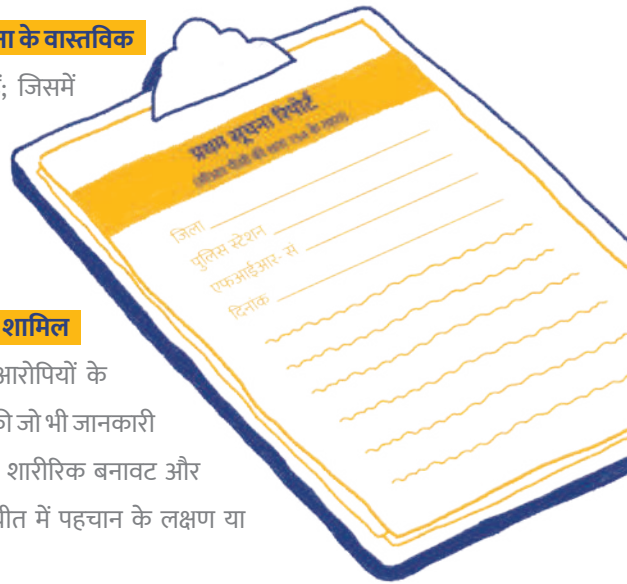 ना के वास्तविक
; जिसमें
शामिल
आरोपियों के
जो भी जानकारी
शारीरिक बनावट और
में पहचान के लक्षण या
प्रथम सूचना रिपोर्ट
जिला
पुलिस स्टेशन
एफआईआर- स
दिनांक